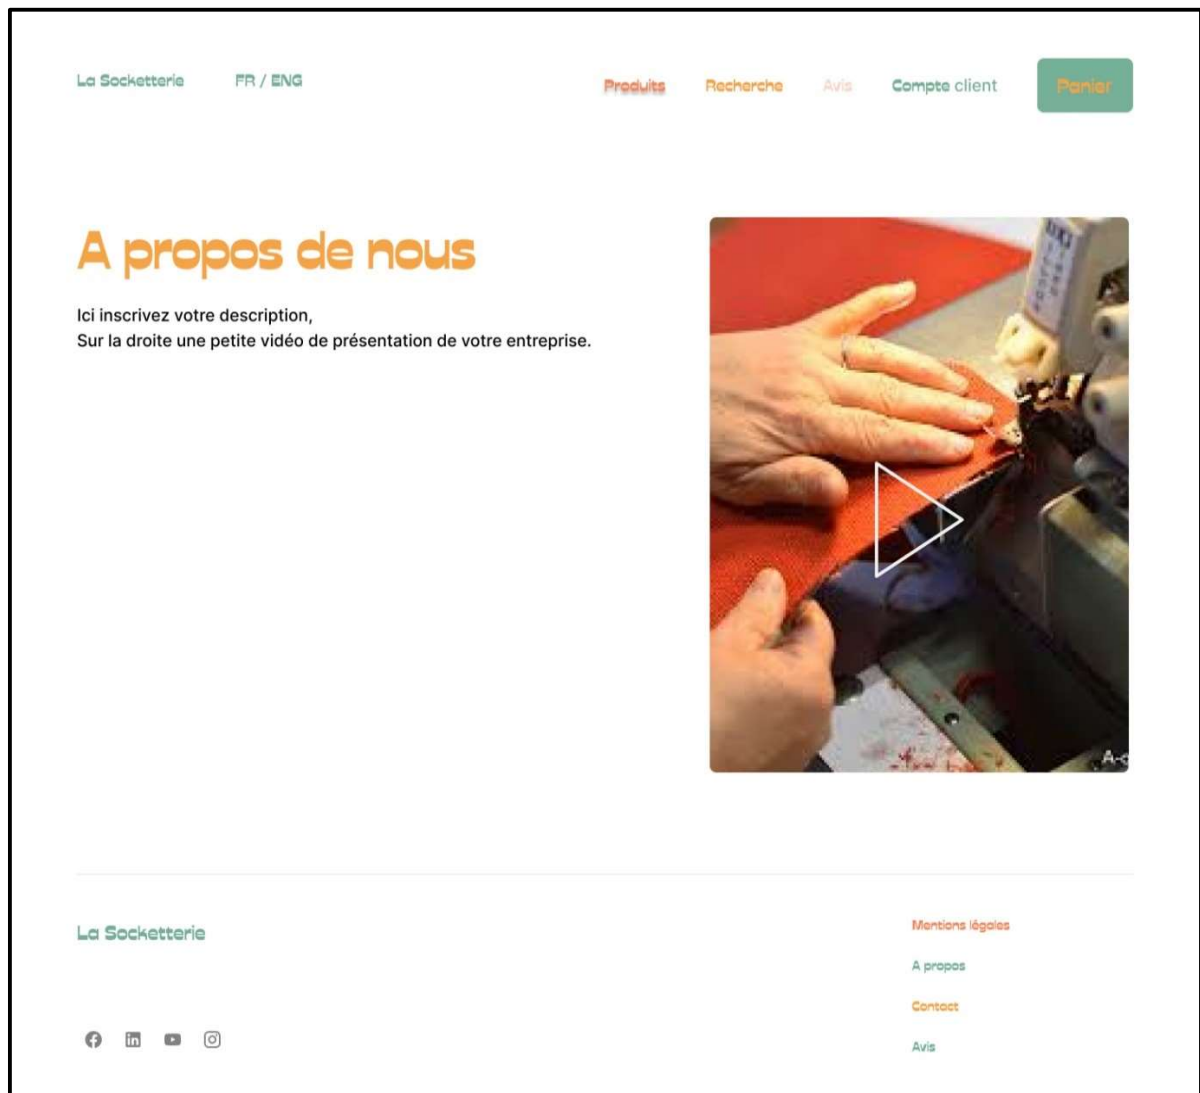 La Socketterie
FR / ENG
Produits
Recherche
Avis
Compte client
Panier
A propos de nous
Ici inscrivez votre description,
Sur la droite une petite vidéo de présentation de votre entreprise.
La Socketterie
Mentions légales
A propos
Contact
Avis